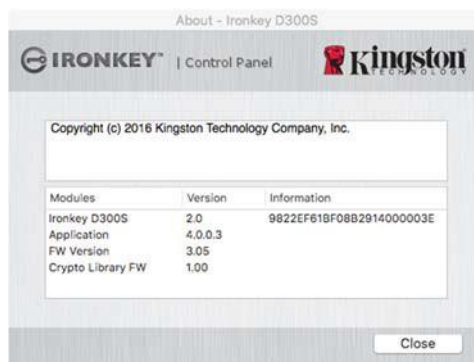 About - Ironkey D300S
IRONKEY™ | Control Panel
Kingston
TECHNOLOGY
Copyright (c) 2016 Kingston Technology Company, Inc.
Modules Version Information
Ironkey D300S 2.0 9822EF61BF08B2914000003E
Application 4.0.0.3
FW Version 3.05
Crypto Library FW 1.00
Close